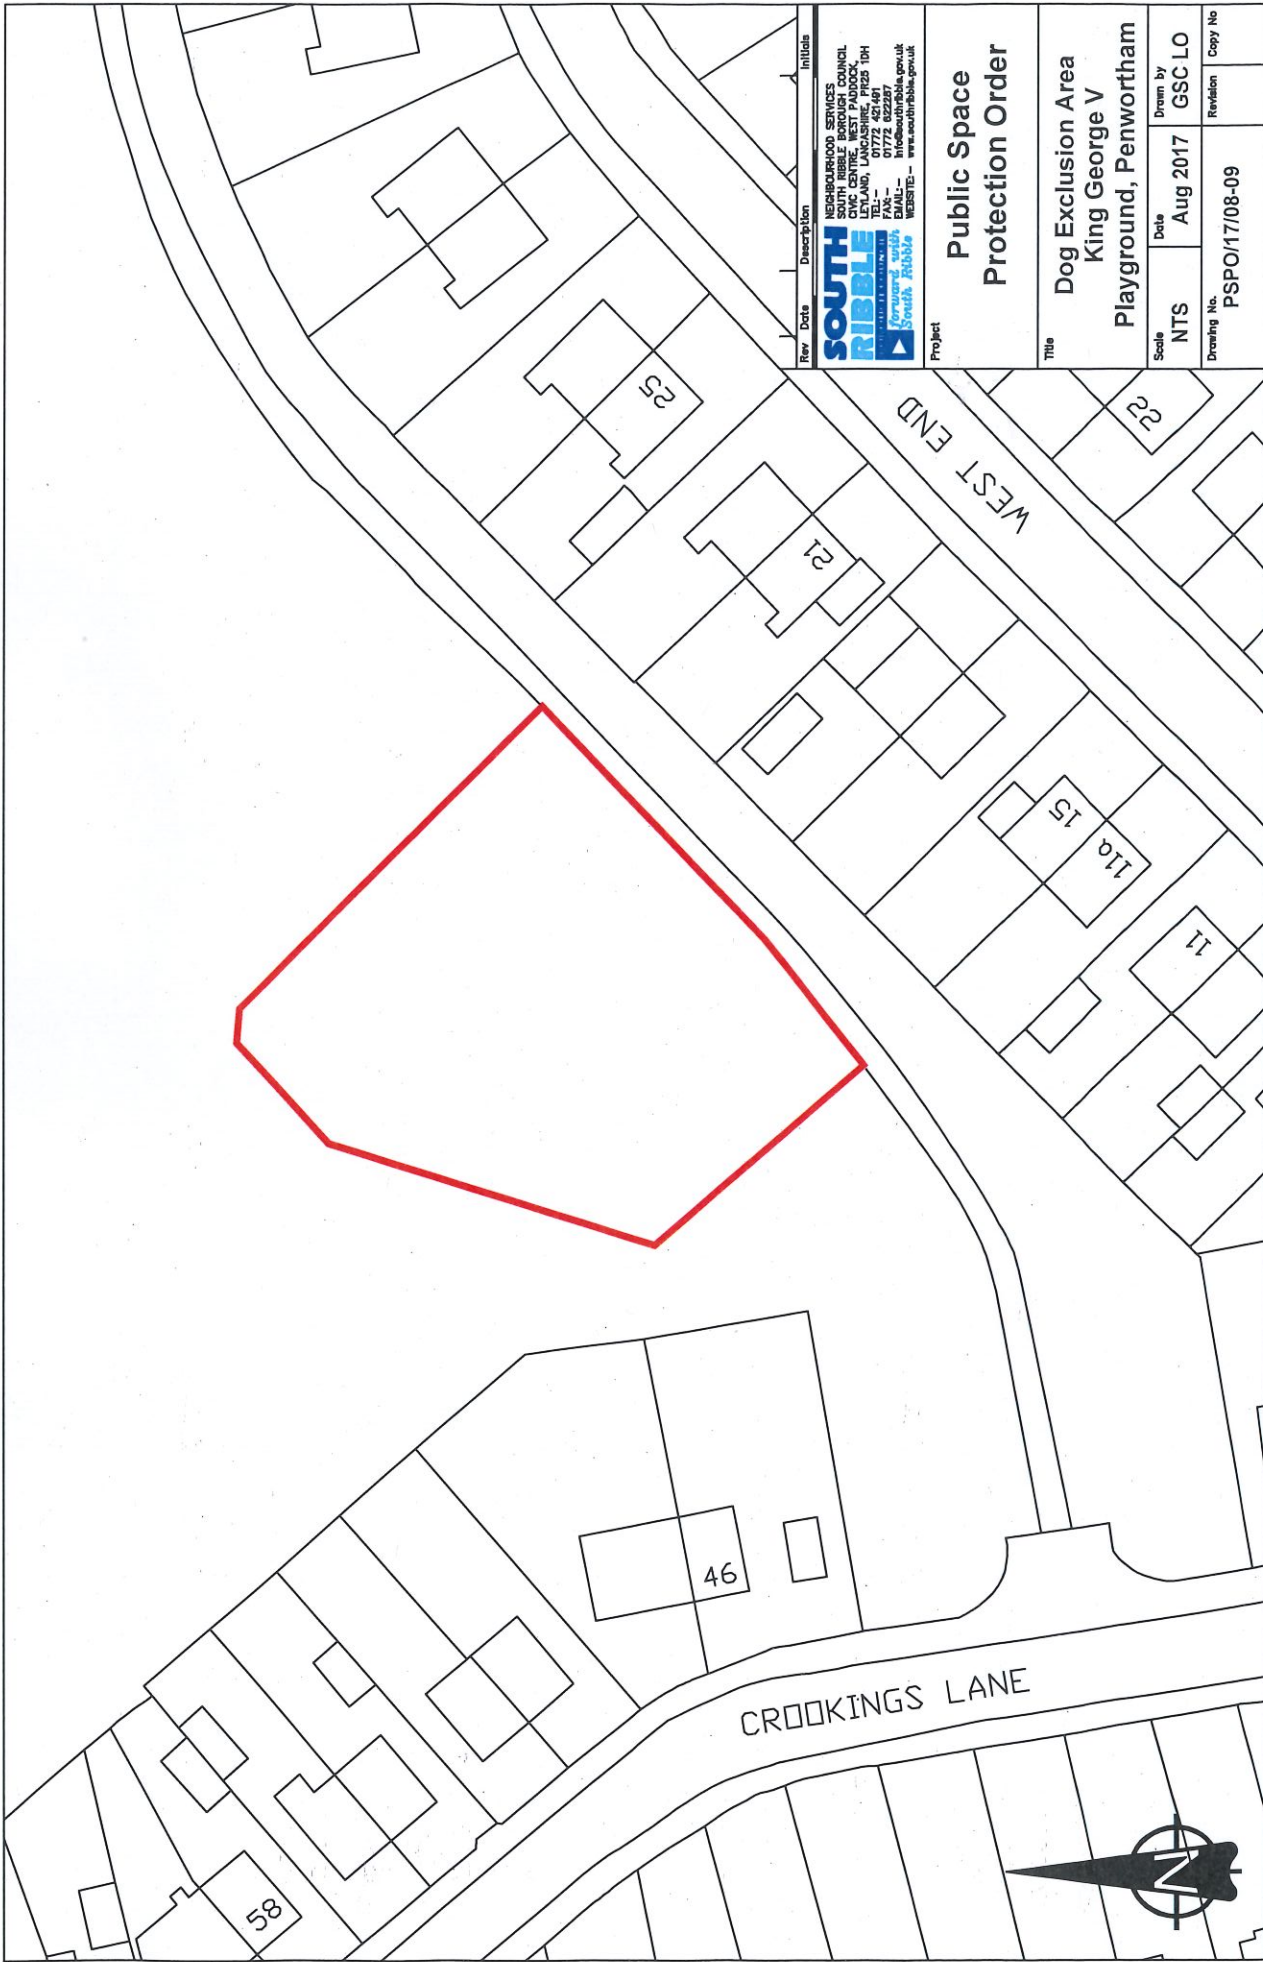 58
46
CROOKINGS LANE
25
21
15
11a
11
WEST END
22
N
Rev Date Description Initials
SOUTH
RIBBLE
forward with
South Ribble
NEIGHBOURHOOD SERVICES
SOUTH RIBBLE BOROUGH COUNCIL
CIVIC CENTRE, WEST PADDOCK,
LEYLAND, LANCASHIRE, PR25 1DH
TEL:- 01772 421491
FAX:- 01772 622287
EMAIL:- info@southribble.gov.uk
WEBSITE:- www.southribble.gov.uk
Project
Public Space
Protection Order
Title
Dog Exclusion Area
King George V
Playground, Penwortham
Scale Date Drawn by
NTS Aug 2017 GSC LO
Drawing No. Revision Copy No
PSPO/17/08-09